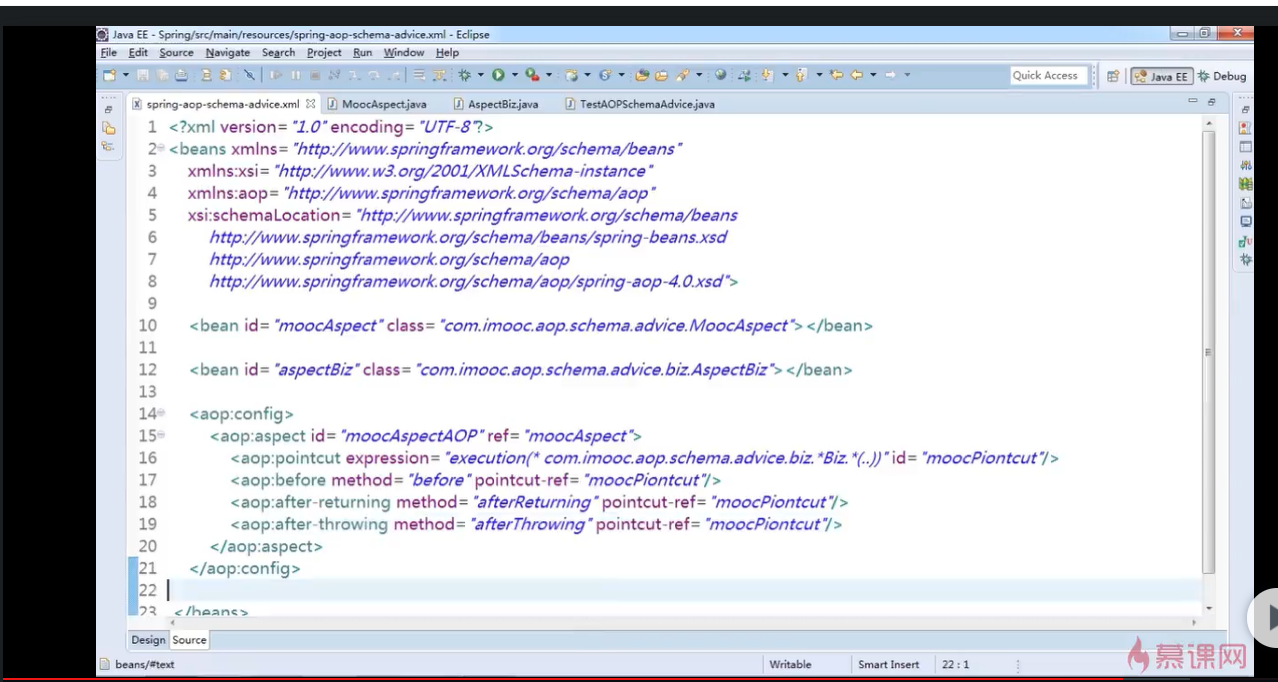 Java EE - Spring/src/main/resources/spring-aop-schema-advice.xml - Eclipse
File Edit Source Navigate Search Project Run Window Help
Quick Access Java EE Debug
spring-aop-schema-advice.xml MoocAspect.java AspectBiz.java TestAOPSchemaAdvice.java
1 <?xml version="1.0" encoding="UTF-8"?>
2 <beans xmlns="http://www.springframework.org/schema/beans"
3 xmlns:xsi="http://www.w3.org/2001/XMLSchema-instance"
4 xmlns:aop="http://www.springframework.org/schema/aop"
5 xsi:schemaLocation="http://www.springframework.org/schema/beans
6 http://www.springframework.org/schema/beans/spring-beans.xsd
7 http://www.springframework.org/schema/aop
8 http://www.springframework.org/schema/aop/spring-aop-4.0.xsd">
9
10 <bean id="moocAspect" class="com.imooc.aop.schema.advice.MoocAspect"></bean>
11
12 <bean id="aspectBiz" class="com.imooc.aop.schema.advice.biz.AspectBiz"></bean>
13
14 <aop:config>
15 <aop:aspect id="moocAspectAOP" ref="moocAspect">
16 <aop:pointcut expression="execution(* com.imooc.aop.schema.advice.biz.*Biz.*(..))" id="moocPiontcut"/>
17 <aop:before method="before" pointcut-ref="moocPiontcut"/>
18 <aop:after-returning method="afterReturning" pointcut-ref="moocPiontcut"/>
19 <aop:after-throwing method="afterThrowing" pointcut-ref="moocPiontcut"/>
20 </aop:aspect>
21 </aop:config>
22
23 </beans>
Design Source
beans/#text Writable Smart Insert 22 : 1
慕课网